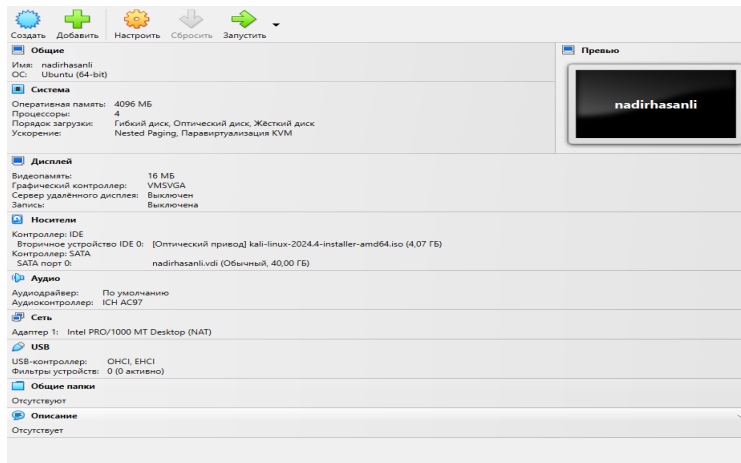 Создать Добавить Настроить Сбросить Запустить
Общие
Имя: nadirhasanli
ОС: Ubuntu (64-bit)
Превью
nadirhasanli
Система
Оперативная память: 4096 МБ
Процессоры: 4
Порядок загрузки: Гибкий диск, Оптический диск, Жёсткий диск
Ускорение: Nested Paging, Паравиртуализация KVM
Дисплей
Видеопамять: 16 МБ
Графический контроллер: VMSVGA
Сервер удалённого дисплея: Выключен
Запись: Выключена
Носители
Контроллер: IDE
Вторичное устройство IDE 0: [Оптический привод] kali-linux-2024.4-installer-amd64.iso (4,07 ГБ)
Контроллер: SATA
SATA порт 0: nadirhasanli.vdi (Обычный, 40,00 ГБ)
Аудио
Аудиодрайвер: По умолчанию
Аудиоконтроллер: ICH AC97
Сеть
Адаптер 1: Intel PRO/1000 MT Desktop (NAT)
USB
USB-контроллер: OHCI, EHCI
Фильтры устройств: 0 (0 активно)
Общие папки
Отсутствуют
Описание
Отсутствует